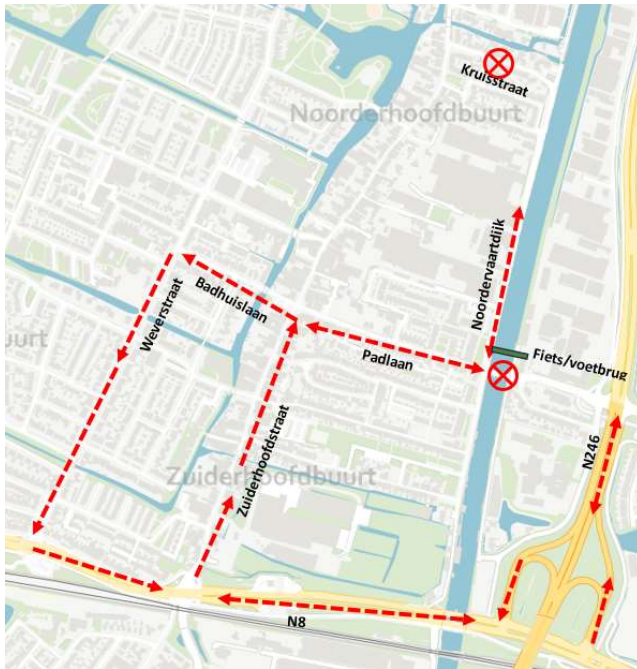 Kruisstraat
Noorderhoofdbuurt
Noordervaartdijk
Badhuislaan
Weverstraat
uurt
Fiets/voetbrug
Padlaan
Zuiderhoofdstraat
Zuiderhoofdbuurt
N246
N8